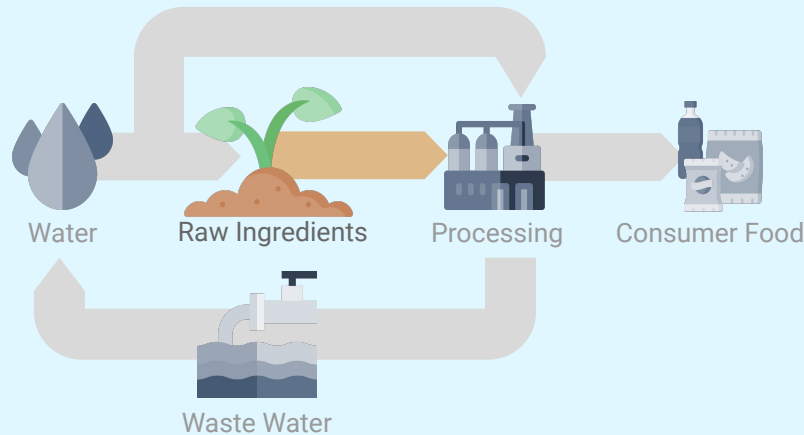 Water
Raw Ingredients
Processing
Consumer Food
Waste Water